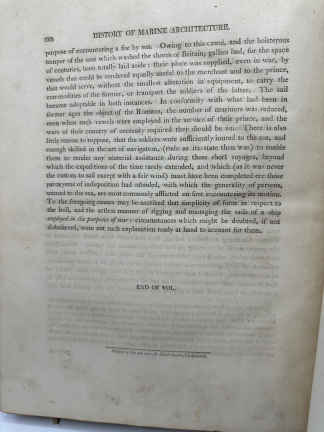 HISTORY OF MARINE ARCHITECTURE.
purpose of encountering a foe by sea. Owing to this cause, and the boisterous
temper of the seas which washed the shores of Britain, gallies had, for the space
of centuries, been totally laid aside: their place was supplied, even in war, by
vessels that could be rendered equally useful to the merchant and to the prince,
that would serve, without the smallest alteration in equipment, to carry the
commodities of the former, or transport the soldiers of the latter. The sail
became adoptable in both instances. In conformity with what had been in
former ages the object of the Romans, the number of mariners was reduced,
even when such vessels were employed in the service of their prince, and the
wars of their country of necessity required they should be so. There is also
little reason to suppose, that the soldiers were sufficiently inured to the sea, and
enough skilled in the art of navigation, (rude as its state then was) to enable
them to render any material assistance during those short voyages, beyond
which the expeditions of the time rarely extended, and which (as it was never
the custom to sail except with a fair wind) must have been completed ere those
paroxysms of indisposition had subsided, with which the generality of persons,
unused to the sea, are most commonly afflicted on first encountering its motion.
To the foregoing causes may be ascribed that simplicity of form in respect to
the hull, and the artless manner of rigging and managing the sails of a ship
employed in the purposes of war: circumstances which might be doubted, if not
disbelieved, were not such explanation ready at hand to account for them.
END OF VOL.